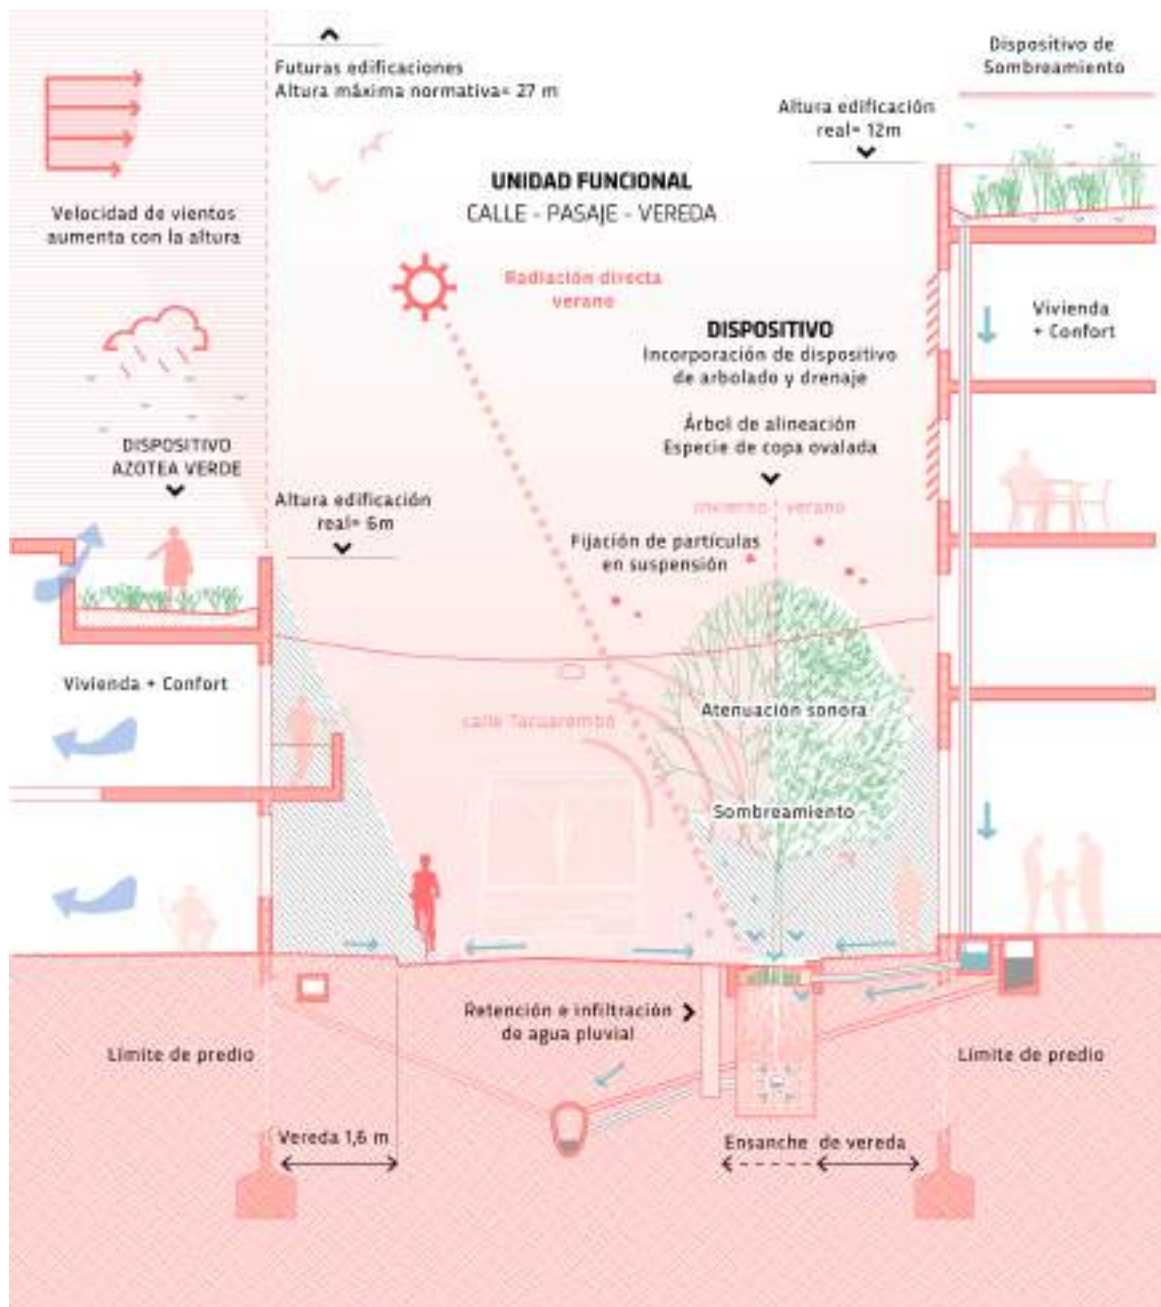 Dispositivo de
Sombreamiento
Futuras edificaciones
Altura máxima normativa= 27 m
Altura edificación
real= 12m
UNIDAD FUNCIONAL
CALLE - PASAJE - VEREDA
Velocidad de vientos
aumenta con la altura
Radiación directa
verano
Vivienda
+ Confort
DISPOSITIVO
Incorporación de dispositivo
de arbolado y drenaje
Árbol de alineación
Especie de copa ovalada
DISPOSITIVO
AZOTEA VERDE
Altura edificación
real= 6m
invierno verano
Fijación de partículas
en suspensión
Vivienda + Confort
Atenuación sonora
calle Tacuarembó
Sombreamiento
Retención e infiltración
de agua pluvial
Límite de predio
Límite de predio
Vereda 1,6 m
Ensanche de vereda